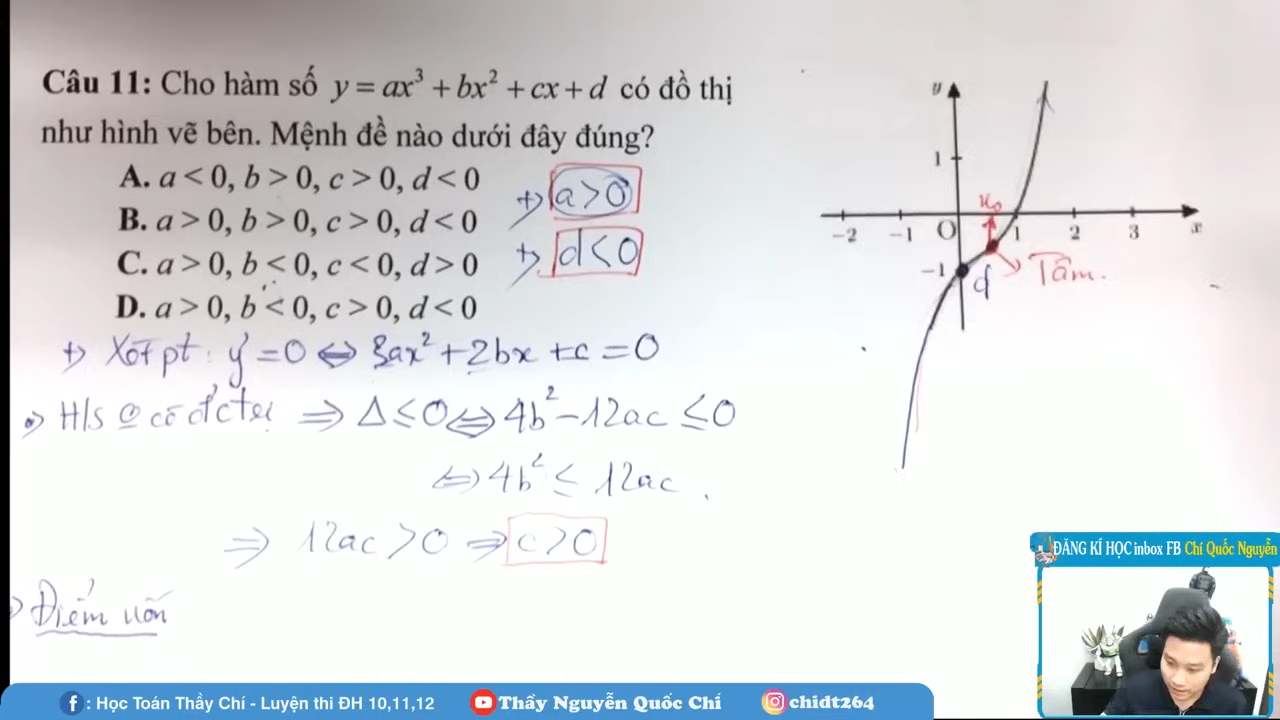 Câu 11: Cho hàm số y = ax³ + bx² + cx + d có đồ thị
như hình vẽ bên. Mệnh đề nào dưới đây đúng?
A. a < 0, b > 0, c > 0, d < 0
B. a > 0, b > 0, c > 0, d < 0
C. a > 0, b < 0, c < 0, d > 0
D. a > 0, b < 0, c > 0, d < 0
+) a > 0
+) d < 0
+) Xét pt: y' = 0 ⇔ 3ax² + 2bx + c = 0
H/s có ⇒ Δ ≤ 0 ⇔ 4b² - 12ac ≤ 0
⇔ 4b² ≤ 12ac.
⇒ 12ac > 0 ⇒ c > 0
Điểm uốn
y
1
x₀
-2 -1 O 1 2 3 x
-1 d Tâm.
ĐĂNG KÍ HỌC inbox FB Chí Quốc Nguyễn
f : Học Toán Thầy Chí - Luyện thi ĐH 10,11,12
Thầy Nguyễn Quốc Chí
chidt264